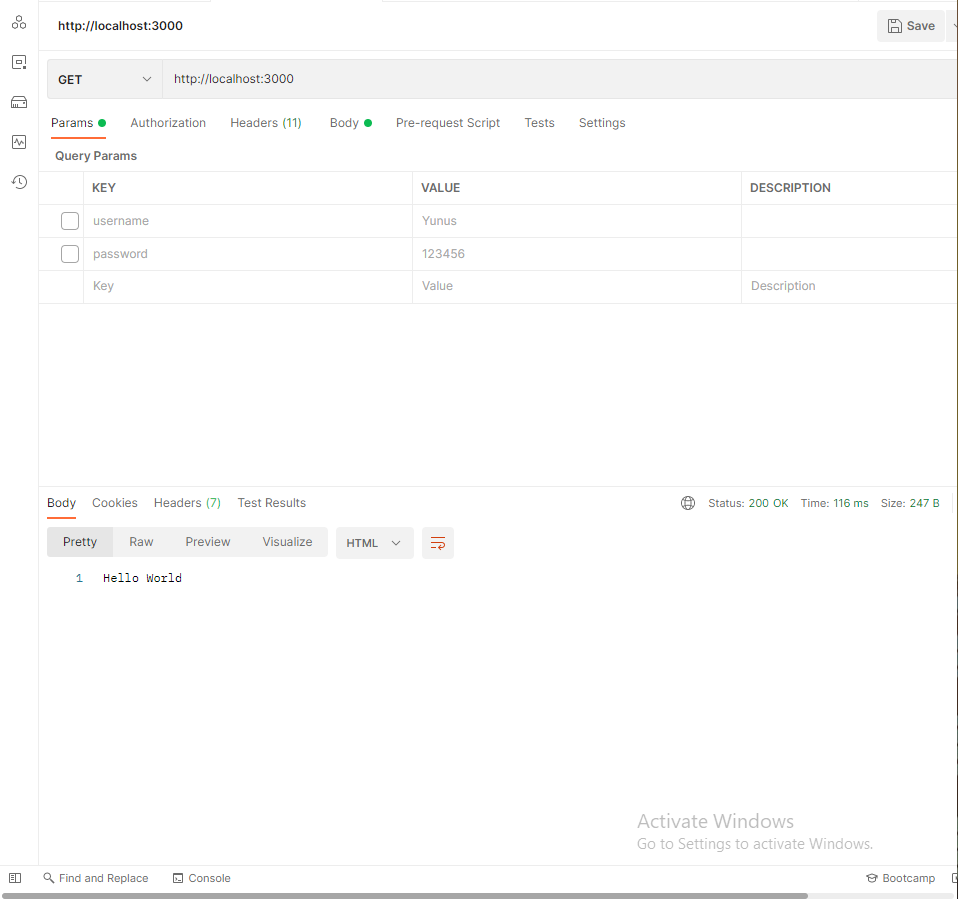 http://localhost:3000
Save
GET http://localhost:3000
Params Authorization Headers (11) Body Pre-request Script Tests Settings
Query Params
KEY VALUE DESCRIPTION
username Yunus
password 123456
Key Value Description
Body Cookies Headers (7) Test Results Status: 200 OK Time: 116 ms Size: 247 B
Pretty Raw Preview Visualize HTML
1 Hello World
Activate Windows
Go to Settings to activate Windows.
Find and Replace Console Bootcamp